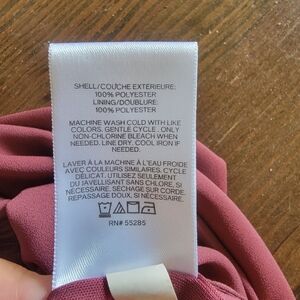 SHELL/COUCHE EXTÉRIEURE:
100% POLYESTER
LINING/DOUBLURE:
100% POLYESTER
MACHINE WASH COLD WITH LIKE
COLORS. GENTLE CYCLE. ONLY
NON-CHLORINE BLEACH WHEN
NEEDED. LINE DRY. COOL IRON IF
NEEDED.
LAVER À LA MACHINE À L'EAU FROIDE
AVEC COULEURS SIMILAIRES. CYCLE
DÉLICAT. UTILISEZ SEULEMENT
DU JAVELLISANT SANS CHLORE, SI
NÉCESSAIRE. SÉCHAGE SUR CORDE.
REPASSAGE DOUX, SI NÉCESSAIRE.
RN# 55285